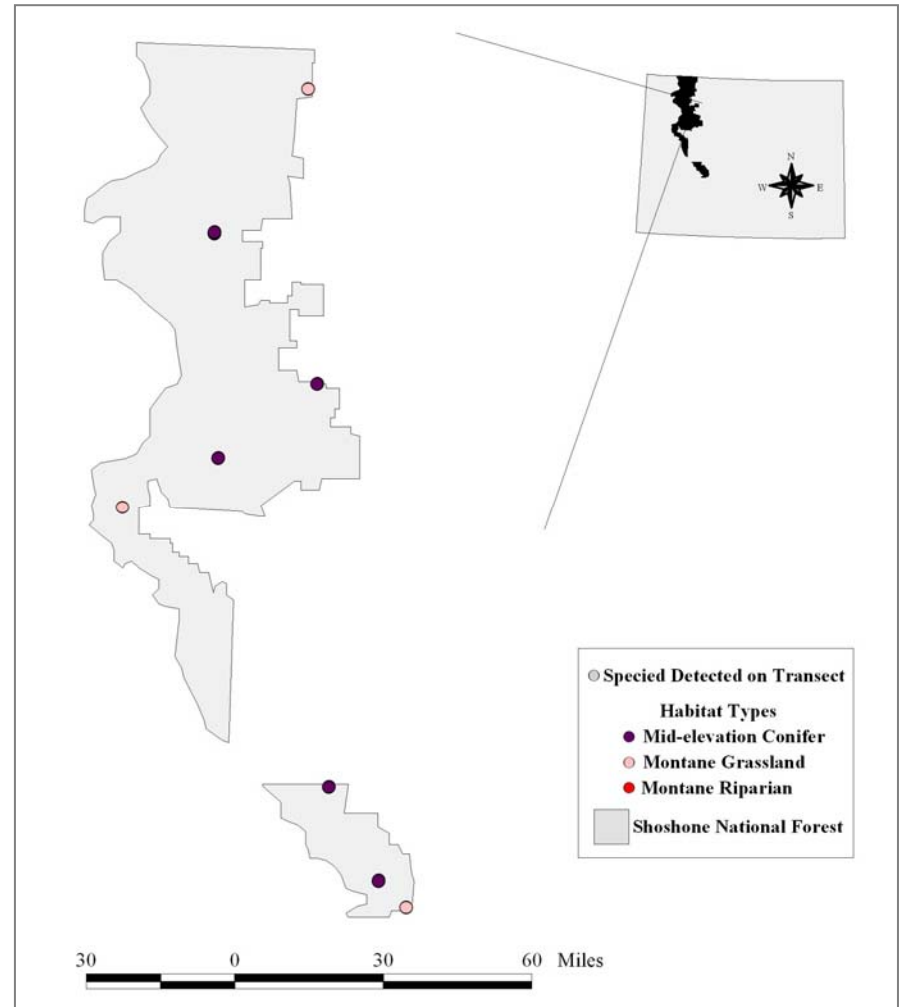 N
W E
S
Specied Detected on Transect
Habitat Types
Mid-elevation Conifer
Montane Grassland
Montane Riparian
Shoshone National Forest
30 0 30 60 Miles